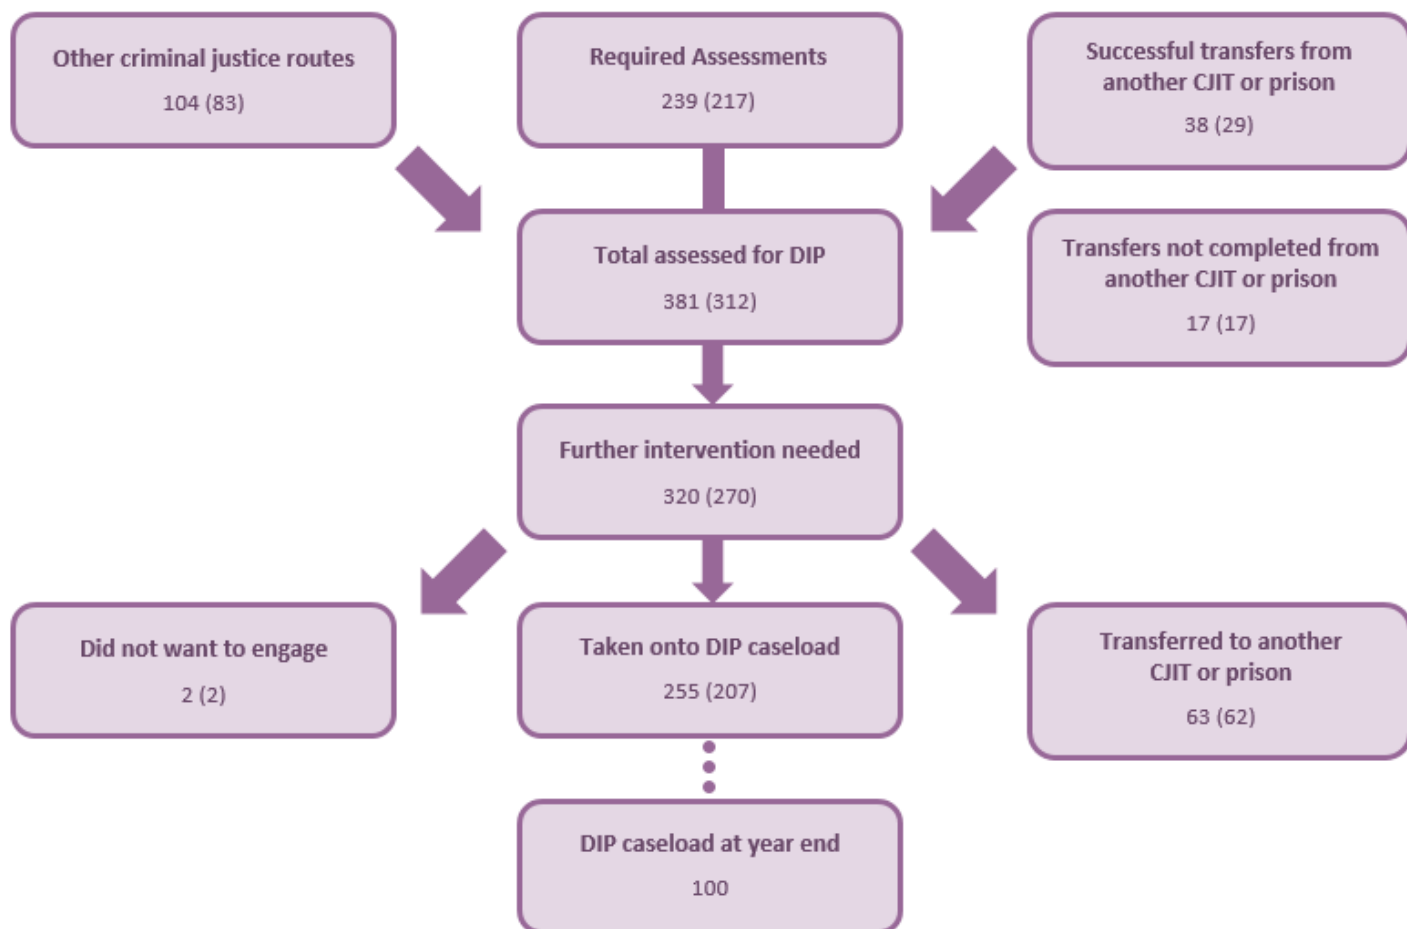 Other criminal justice routes
104 (83)
Required Assessments
239 (217)
Successful transfers from
another CJIT or prison
38 (29)
Total assessed for DIP
381 (312)
Transfers not completed from
another CJIT or prison
17 (17)
Further intervention needed
320 (270)
Did not want to engage
2 (2)
Taken onto DIP caseload
255 (207)
Transferred to another
CJIT or prison
63 (62)
DIP caseload at year end
100